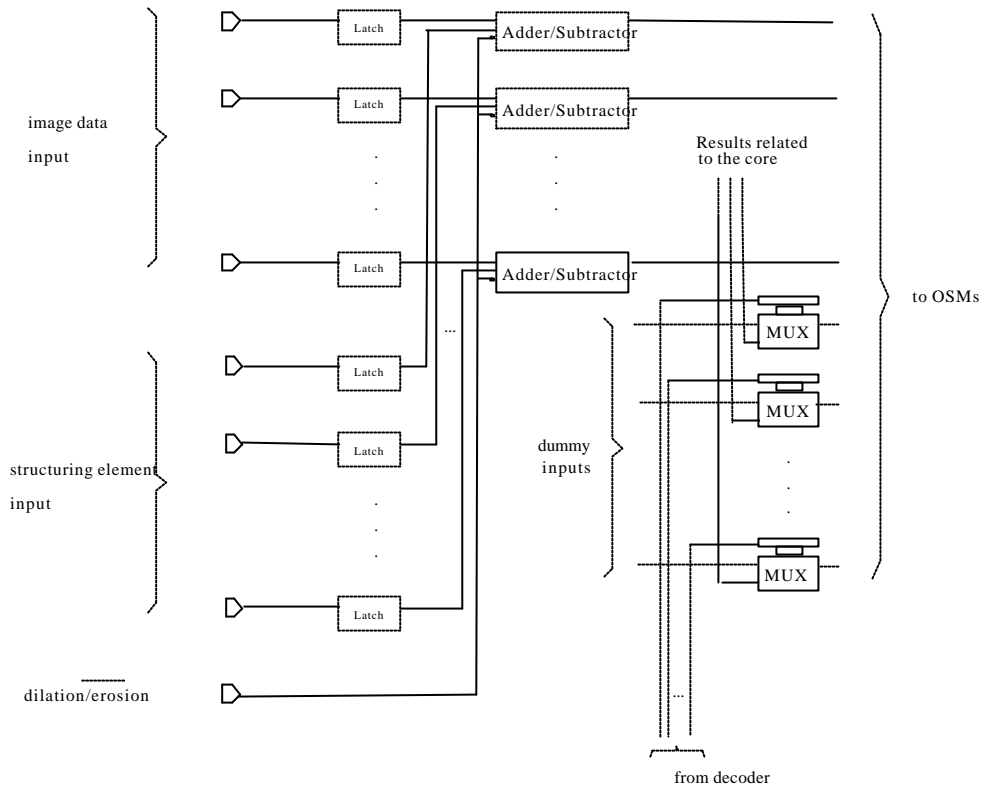 Latch
Adder/Subtractor
Latch
Adder/Subtractor
image data
input
Results related
to the core
.
.
.
.
.
.
Latch
Adder/Subtractor
to OSMs
...
MUX
Latch
MUX
Latch
dummy
inputs
structuring element
input
.
.
.
.
.
.
MUX
Latch
dilation/erosion
...
from decoder